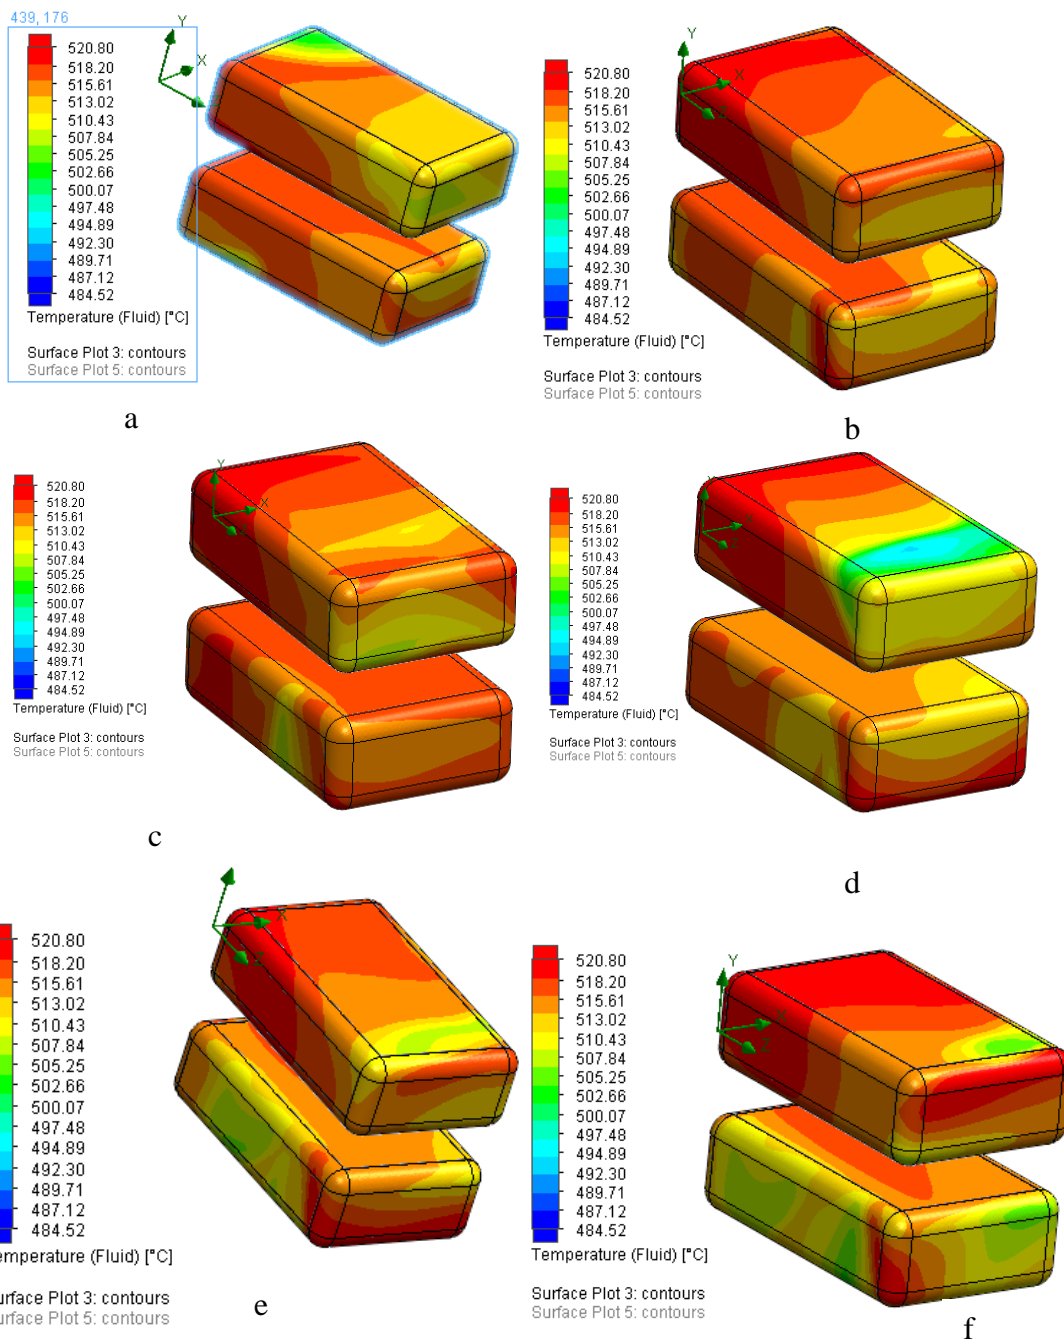 439, 176
520.80
518.20
515.61
513.02
510.43
507.84
505.25
502.66
500.07
497.48
494.89
492.30
489.71
487.12
484.52
Temperature (Fluid) [°C]
Surface Plot 3: contours
Surface Plot 5: contours
Y
X
a
520.80
518.20
515.61
513.02
510.43
507.84
505.25
502.66
500.07
497.48
494.89
492.30
489.71
487.12
484.52
Temperature (Fluid) [°C]
Surface Plot 3: contours
Surface Plot 5: contours
Y
X
b
520.80
518.20
515.61
513.02
510.43
507.84
505.25
502.66
500.07
497.48
494.89
492.30
489.71
487.12
484.52
Temperature (Fluid) [°C]
Surface Plot 3: contours
Surface Plot 5: contours
Y
X
c
520.80
518.20
515.61
513.02
510.43
507.84
505.25
502.66
500.07
497.48
494.89
492.30
489.71
487.12
484.52
Temperature (Fluid) [°C]
Surface Plot 3: contours
Surface Plot 5: contours
d
520.80
518.20
515.61
513.02
510.43
507.84
505.25
502.66
500.07
497.48
494.89
492.30
489.71
487.12
484.52
emperature (Fluid) [°C]
urface Plot 3: contours
urface Plot 5: contours
X
Z
e
520.80
518.20
515.61
513.02
510.43
507.84
505.25
502.66
500.07
497.48
494.89
492.30
489.71
487.12
484.52
Temperature (Fluid) [°C]
Surface Plot 3: contours
Surface Plot 5: contours
Y
X
Z
f